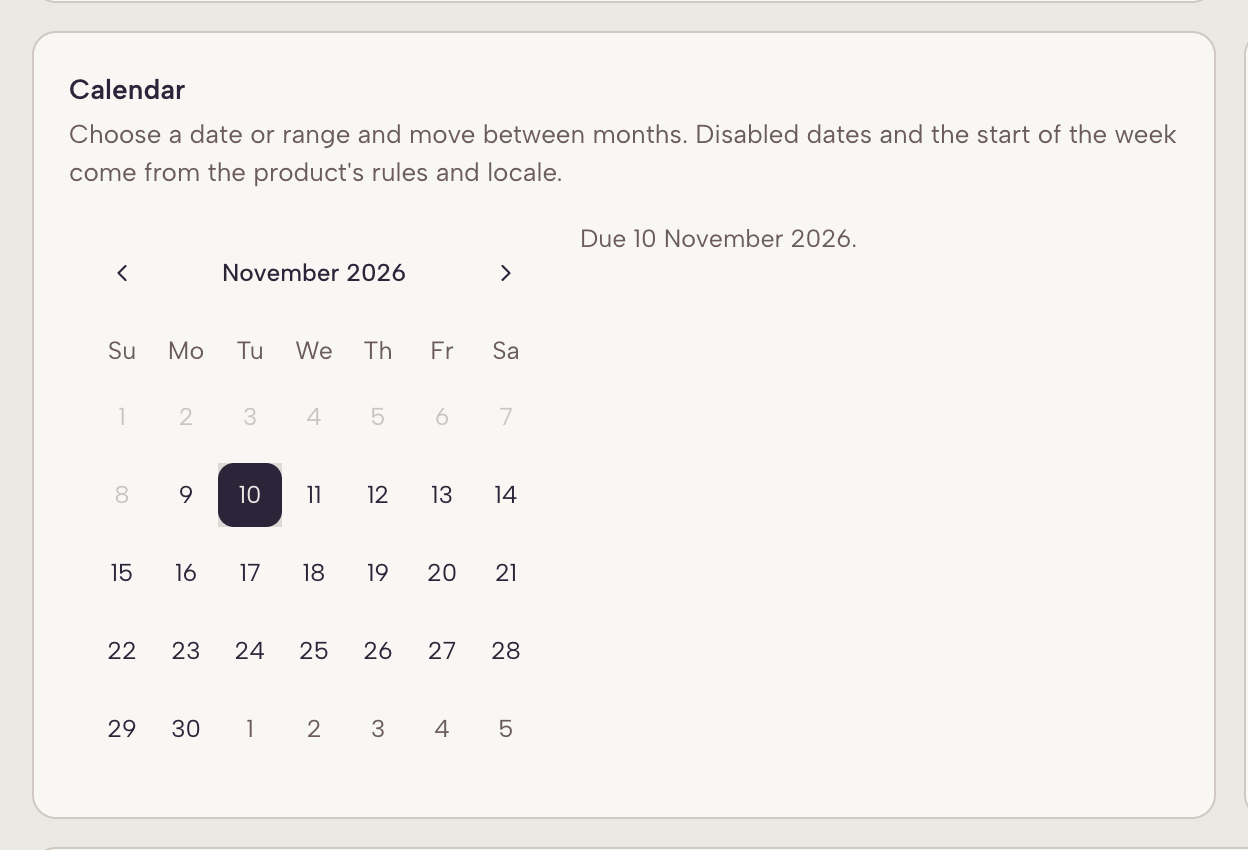 Calendar
Choose a date or range and move between months. Disabled dates and the start of the week
come from the product's rules and locale.
Due 10 November 2026.
November 2026
Su Mo Tu We Th Fr Sa
1 2 3 4 5 6 7
8 9 10 11 12 13 14
15 16 17 18 19 20 21
22 23 24 25 26 27 28
29 30 1 2 3 4 5